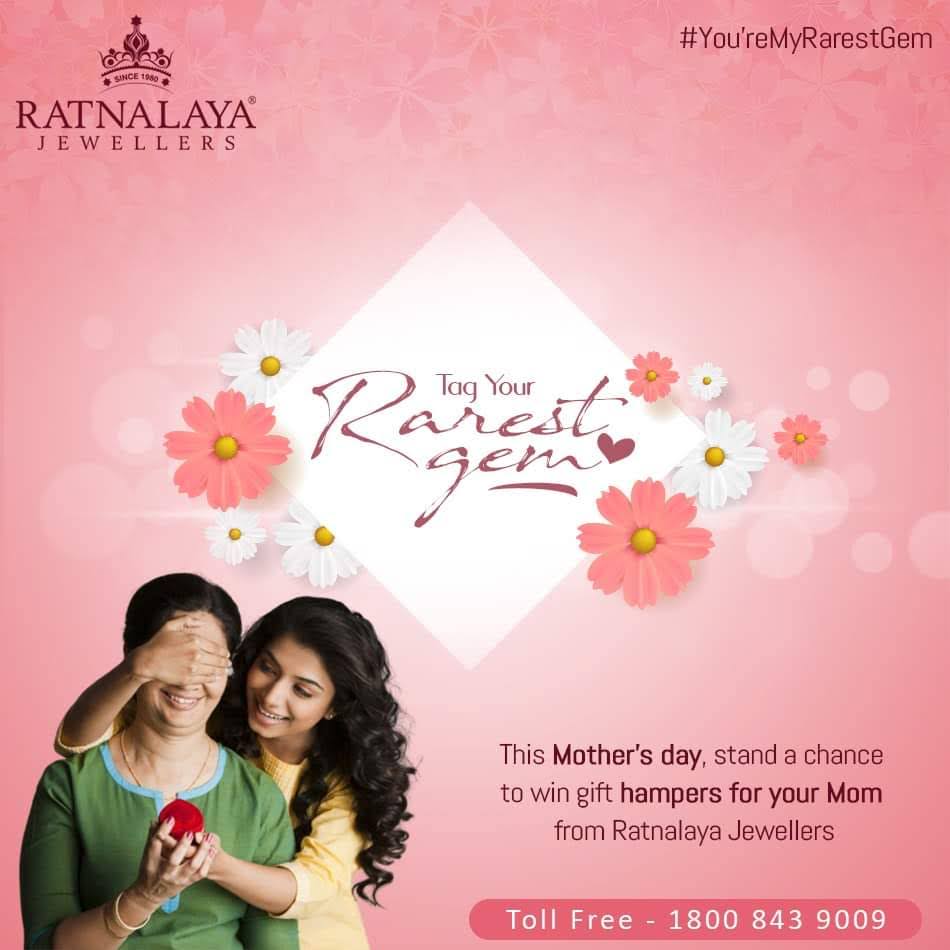 #You'reMyRarestGem
SINCE 1980
RATNALAYA®
JEWELLERS
Tag Your
Rarest
gem
This Mother's day, stand a chance
to win gift hampers for your Mom
from Ratnalaya Jewellers
Toll Free - 1800 843 9009